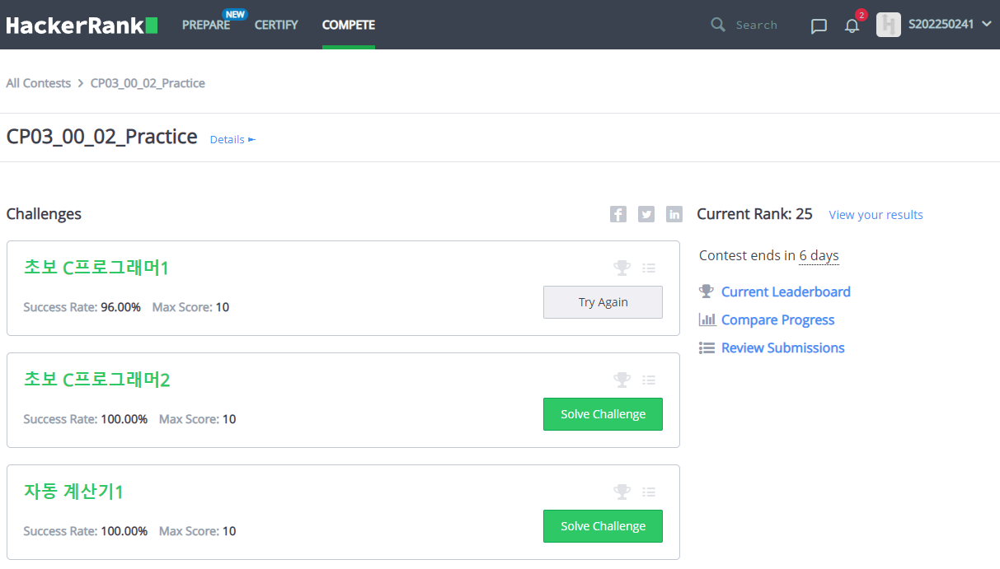 HackerRank PREPARE NEW CERTIFY COMPETE Search 2 S202250241
All Contests > CP03_00_02_Practice
CP03_00_02_Practice Details ►
Challenges
초보 C프로그래머1
Success Rate: 96.00% Max Score: 10
Try Again
초보 C프로그래머2
Success Rate: 100.00% Max Score: 10
Solve Challenge
자동 계산기1
Success Rate: 100.00% Max Score: 10
Solve Challenge
Current Rank: 25 View your results
Contest ends in 6 days
Current Leaderboard
Compare Progress
Review Submissions